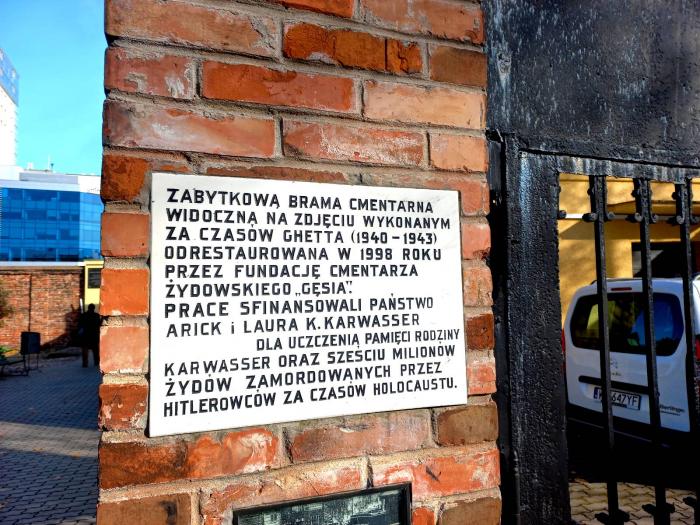 ZABYTKOWĄ BRAMA CMENTARNA
WIDOCZNĄ NA ZDJĘCIU WYKONANYM
ZA CZASÓW GHETTA (1940-1943)
ODRESTAUROWANA W 1998 ROKU
PRZEZ FUNDACJĘ CMENTARZA
ŻYDOWSKIEGO „GĘSIA".
PRACE SFINANSOWALI PAŃSTWO
ARICK i LAURA K. KARWASSER
DLA UCZCZENIA PAMIĘCI RODZINY
KARWASSER ORAZ SZEŚCIU MILIONÓW
ŻYDÓW ZAMORDOWANYCH PRZEZ
HITLEROWCÓW ZA CZASÓW HOLOCAUSTU.